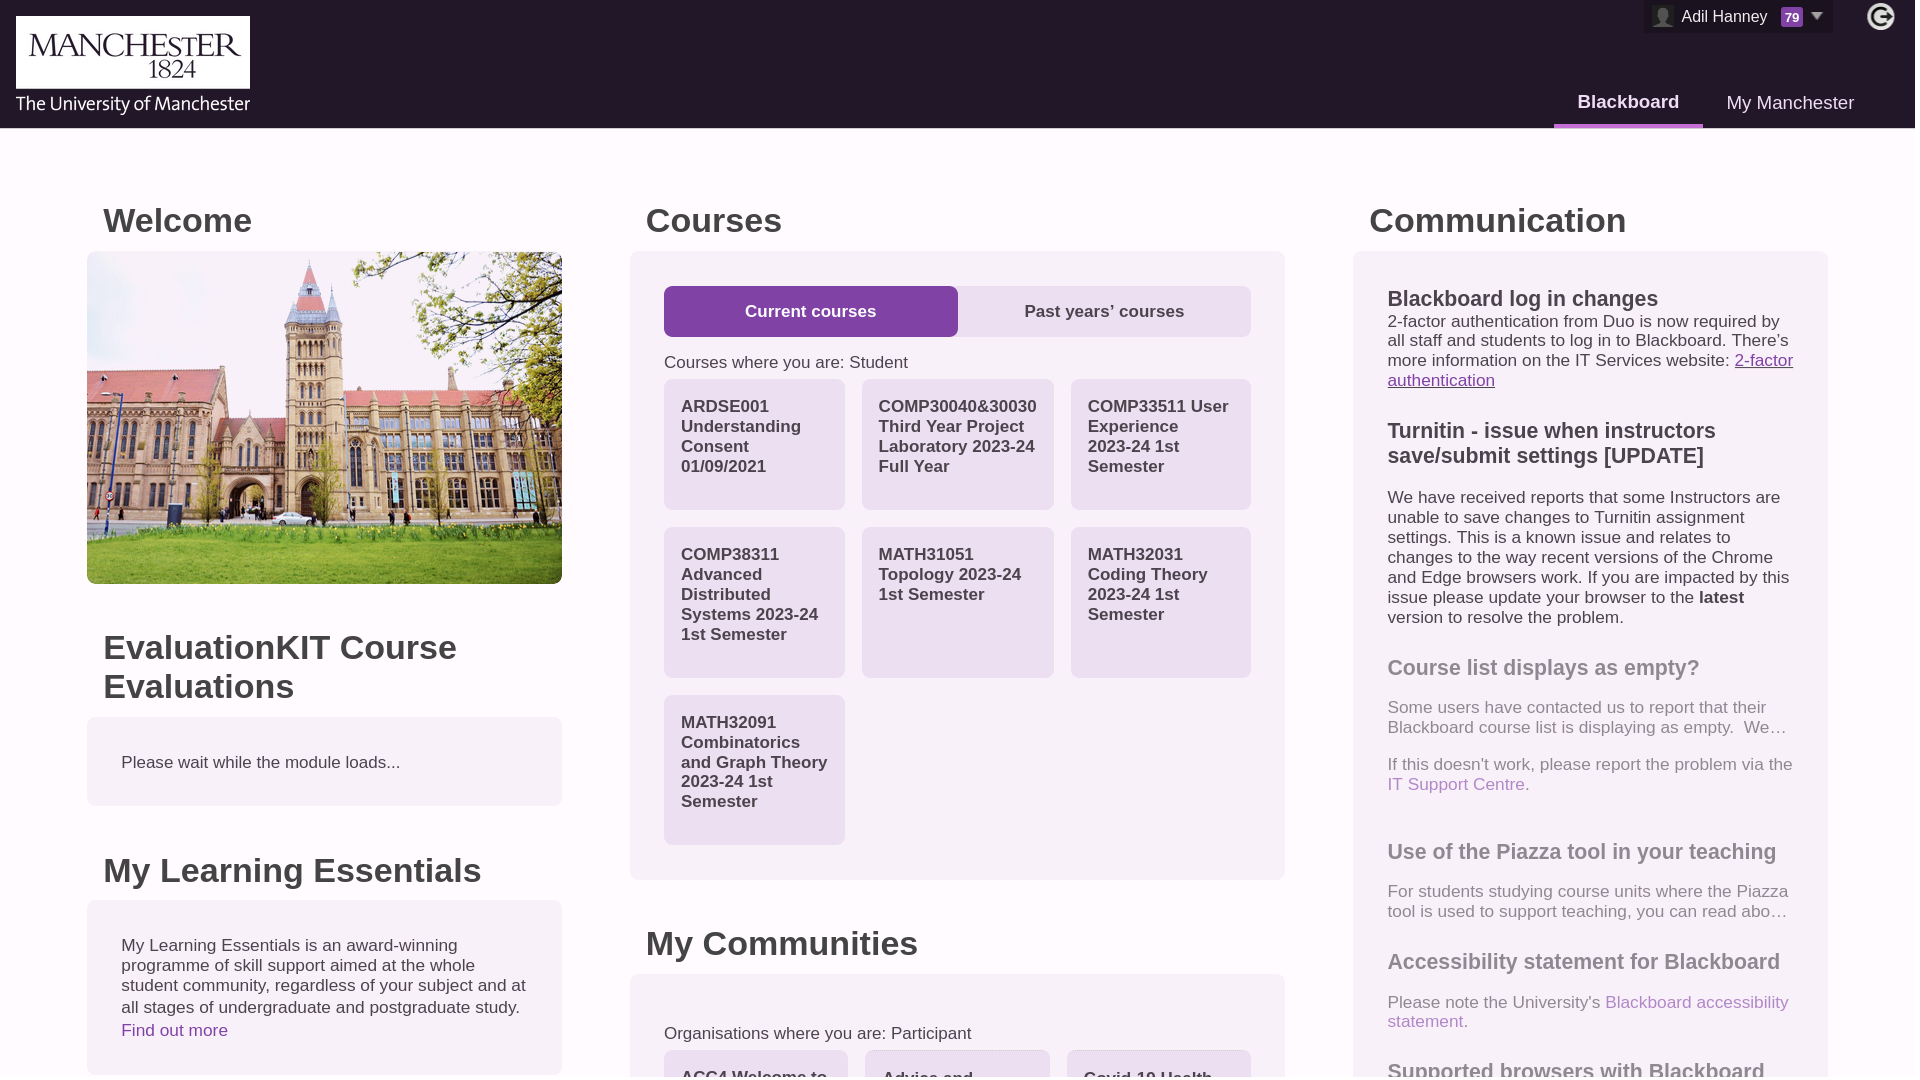 MANCHESTER
1824
The University of Manchester
Adil Hanney 79
Blackboard
My Manchester
Welcome
EvaluationKIT Course
Evaluations
Please wait while the module loads...
My Learning Essentials
My Learning Essentials is an award-winning
programme of skill support aimed at the whole
student community, regardless of your subject and at
all stages of undergraduate and postgraduate study.
Find out more
Courses
Current courses
Past years’ courses
Courses where you are: Student
ARDSE001
Understanding
Consent
01/09/2021
COMP30040&30030
Third Year Project
Laboratory 2023-24
Full Year
COMP33511 User
Experience
2023-24 1st
Semester
COMP38311
Advanced
Distributed
Systems 2023-24
1st Semester
MATH31051
Topology 2023-24
1st Semester
MATH32031
Coding Theory
2023-24 1st
Semester
MATH32091
Combinatorics
and Graph Theory
2023-24 1st
Semester
My Communities
Organisations where you are: Participant
ACC4 Welcome to
Advice and
Covid-19 Health
Communication
Blackboard log in changes
2-factor authentication from Duo is now required by
all staff and students to log in to Blackboard. There's
more information on the IT Services website: 2-factor
authentication
Turnitin - issue when instructors
save/submit settings [UPDATE]
We have received reports that some Instructors are
unable to save changes to Turnitin assignment
settings. This is a known issue and relates to
changes to the way recent versions of the Chrome
and Edge browsers work. If you are impacted by this
issue please update your browser to the latest
version to resolve the problem.
Course list displays as empty?
Some users have contacted us to report that their
Blackboard course list is displaying as empty.  We…
If this doesn't work, please report the problem via the
IT Support Centre.
Use of the Piazza tool in your teaching
For students studying course units where the Piazza
tool is used to support teaching, you can read abo…
Accessibility statement for Blackboard
Please note the University's Blackboard accessibility
statement.
Supported browsers with Blackboard